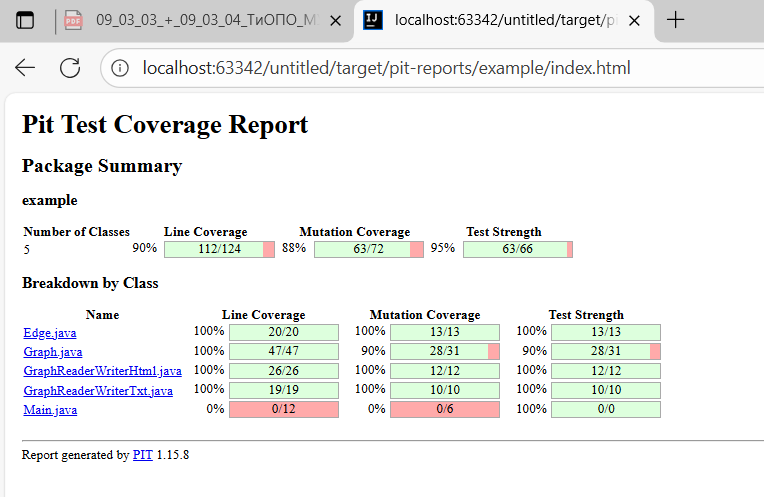 PDF 09_03_03_+_09_03_04_ТиОПО_М
IJ localhost:63342/untitled/target/pi
localhost:63342/untitled/target/pit-reports/example/index.html
Pit Test Coverage Report
Package Summary
example
Number of Classes Line Coverage Mutation Coverage Test Strength
5 90% 112/124 88% 63/72 95% 63/66
Breakdown by Class
Name Line Coverage Mutation Coverage Test Strength
Edge.java 100% 20/20 100% 13/13 100% 13/13
Graph.java 100% 47/47 90% 28/31 90% 28/31
GraphReaderWriterHtml.java 100% 26/26 100% 12/12 100% 12/12
GraphReaderWriterTxt.java 100% 19/19 100% 10/10 100% 10/10
Main.java 0% 0/12 0% 0/6 100% 0/0
Report generated by PIT 1.15.8